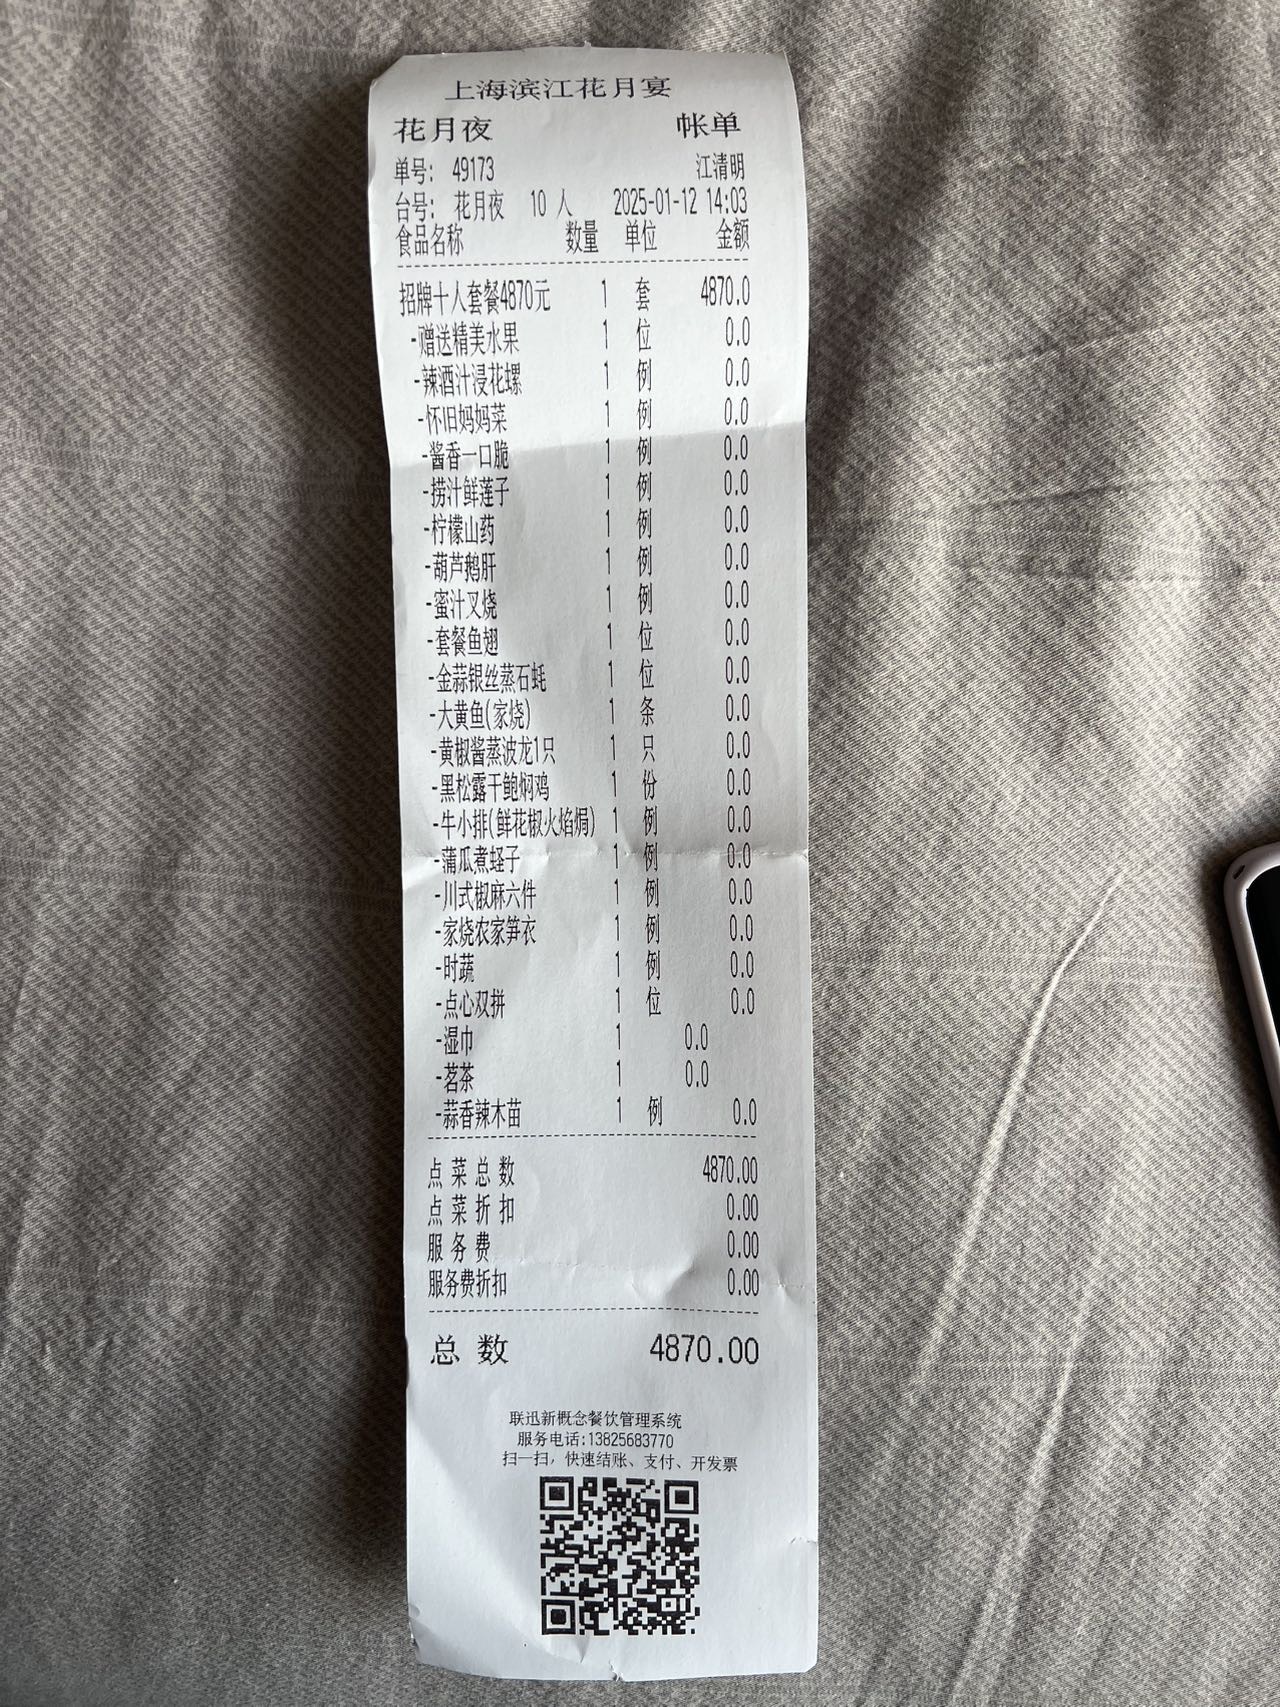 上海滨江花月宴
花月夜 帐单
单号: 49173 江清明
台号: 花月夜 10 人 2025-01-12 14:03
食品名称 数量 单位 金额
招牌十人套餐4870元 1 套 4870.0
-赠送精美水果 1 位 0.0
-辣酒汁浸花螺 1 例 0.0
-怀旧妈妈菜 1 例 0.0
-酱香一口脆 1 例 0.0
-捞汁鲜莲子 1 例 0.0
-柠檬山药 1 例 0.0
-葫芦鹅肝 1 例 0.0
-蜜汁叉烧 1 例 0.0
-套餐鱼翅 1 位 0.0
-金蒜银丝蒸石蚝 1 位 0.0
-大黄鱼(家烧) 1 条 0.0
-黄椒酱蒸波龙1只 1 只 0.0
-黑松露干鲍焖鸡 1 份 0.0
-牛小排(鲜花椒火焰焗) 1 例 0.0
-蒲瓜煮蛏子 1 例 0.0
-川式椒麻六件 1 例 0.0
-家烧农家笋衣 1 例 0.0
-时蔬 1 例 0.0
-点心双拼 1 位 0.0
-湿巾 1 0.0
-茗茶 1 0.0
-蒜香辣木苗 1 例 0.0
点菜总数 4870.00
点菜折扣 0.00
服务费 0.00
服务费折扣 0.00
总数 4870.00
联迅新概念餐饮管理系统
服务电话:13825683770
扫一扫，快速结账、支付、开发票